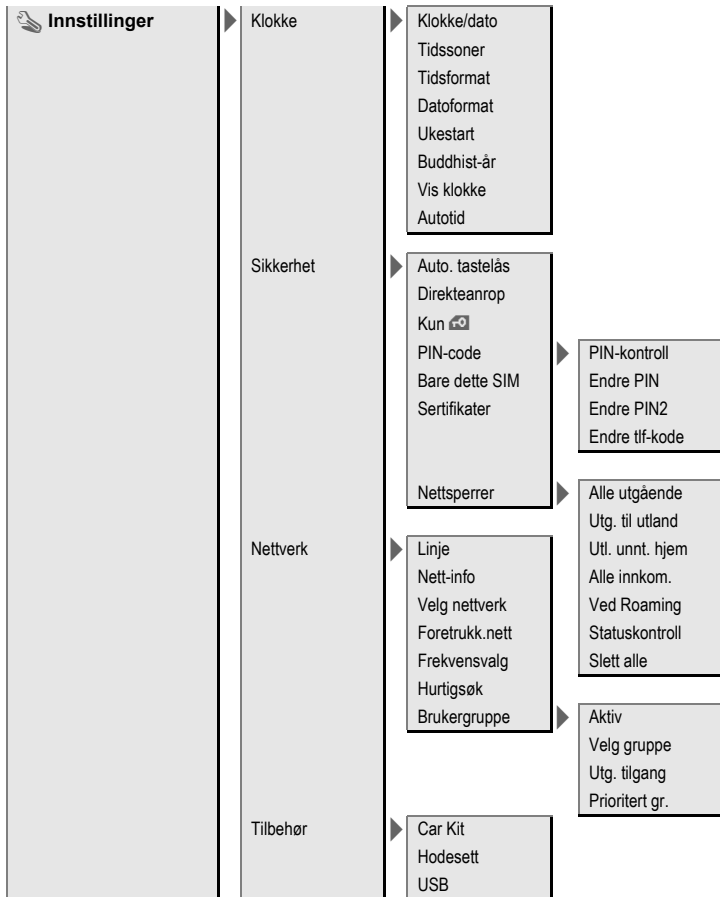 Innstillinger
Klokke
Klokke/dato
Tidssoner
Tidsformat
Datoformat
Ukestart
Buddhist-år
Vis klokke
Autotid
Sikkerhet
Auto. tastelås
Direkteanrop
Kun
PIN-code
PIN-kontroll
Endre PIN
Endre PIN2
Endre tlf-kode
Bare dette SIM
Sertifikater
Nettsperrer
Alle utgående
Utg. til utland
Utl. unnt. hjem
Alle innkom.
Ved Roaming
Statuskontroll
Slett alle
Nettverk
Linje
Nett-info
Velg nettverk
Foretrukk.nett
Frekvensvalg
Hurtigsøk
Brukergruppe
Aktiv
Velg gruppe
Utg. tilgang
Prioritert gr.
Tilbehør
Car Kit
Hodesett
USB